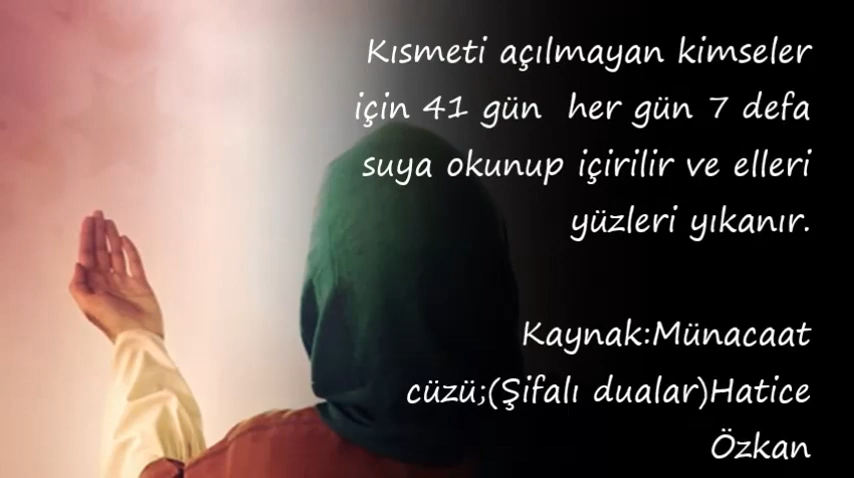 Kısmeti açılmayan kimseler
için 41 gün her gün 7 defa
suya okunup içirilir ve elleri
yüzleri yıkanır.
Kaynak:Münacaat
cüzü;(Şifalı dualar)Hatice
Özkan